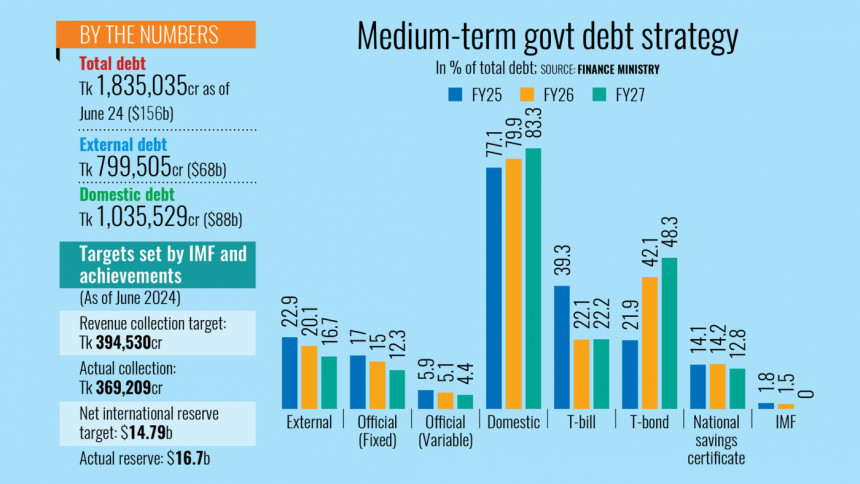 BY THE NUMBERS
Total debt
Tk 1,835,035cr as of
June 24 ($156b)
External debt
Tk 799,505cr ($68b)
Domestic debt
Tk 1,035,529cr ($88b)
Targets set by IMF and
achievements
(As of June 2024)
Revenue collection target:
Tk 394,530cr
Actual collection:
Tk 369,209cr
Net international reserve
target: $14.79b
Actual reserve: $16.7b
Medium-term govt debt strategy
In % of total debt; SOURCE: FINANCE MINISTRY
FY25 FY26 FY27
22.9 20.1 16.7
17 15 12.3
5.9 5.1 4.4
77.1 79.9 83.3
39.3 22.1 22.2
21.9 42.1 48.3
14.1 14.2 12.8
1.8 1.5 0
External
Official
(Fixed)
Official
(Variable)
Domestic
T-bill
T-bond
National
savings
certificate
IMF